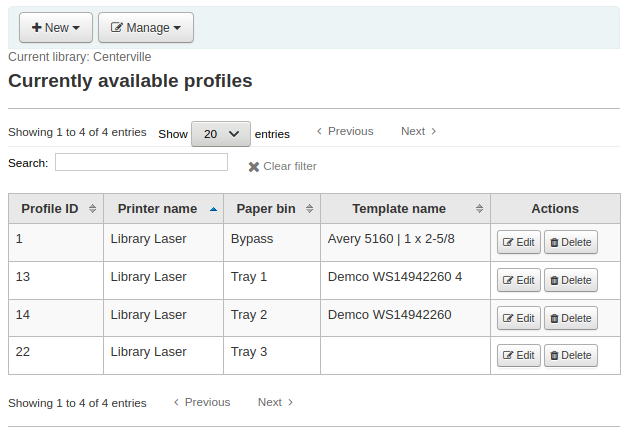 New Manage
Current library: Centerville
Currently available profiles
Showing 1 to 4 of 4 entries Show 20 entries Previous Next
Search: Clear filter
Profile ID Printer name Paper bin Template name Actions
1 Library Laser Bypass Avery 5160 | 1 x 2-5/8 Edit Delete
13 Library Laser Tray 1 Demco WS14942260 4 Edit Delete
14 Library Laser Tray 2 Demco WS14942260 Edit Delete
22 Library Laser Tray 3 Edit Delete
Showing 1 to 4 of 4 entries Previous Next